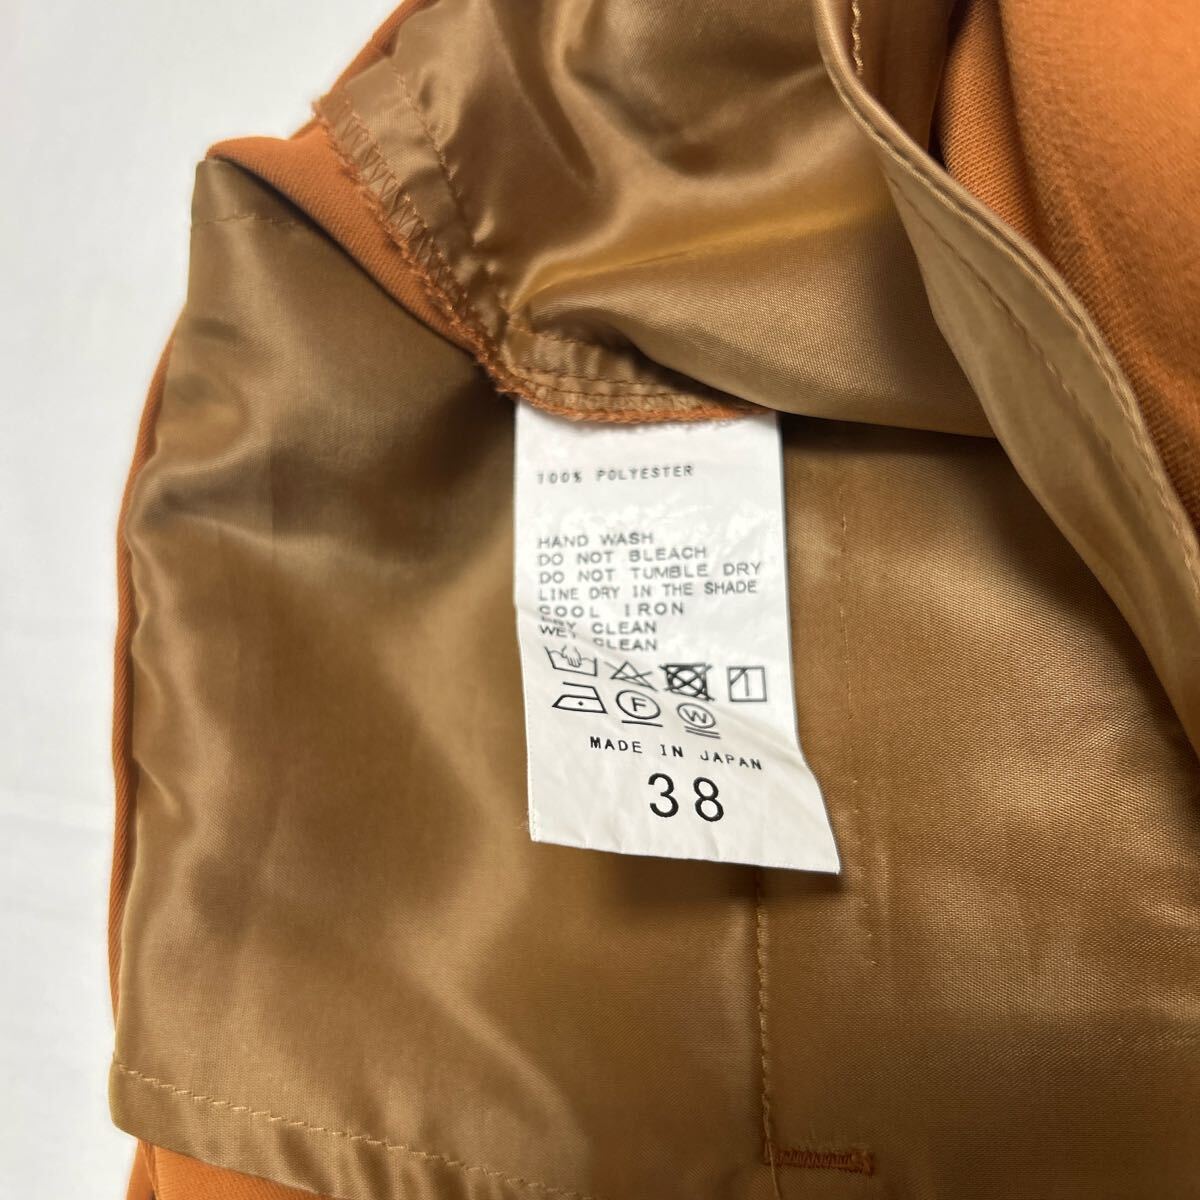 100% POLYESTER
HAND WASH
DO NOT BLEACH
DO NOT TUMBLE DRY
LINE DRY IN THE SHADE
COOL IRON
DRY CLEAN
WET CLEAN
F
W
MADE IN JAPAN
38